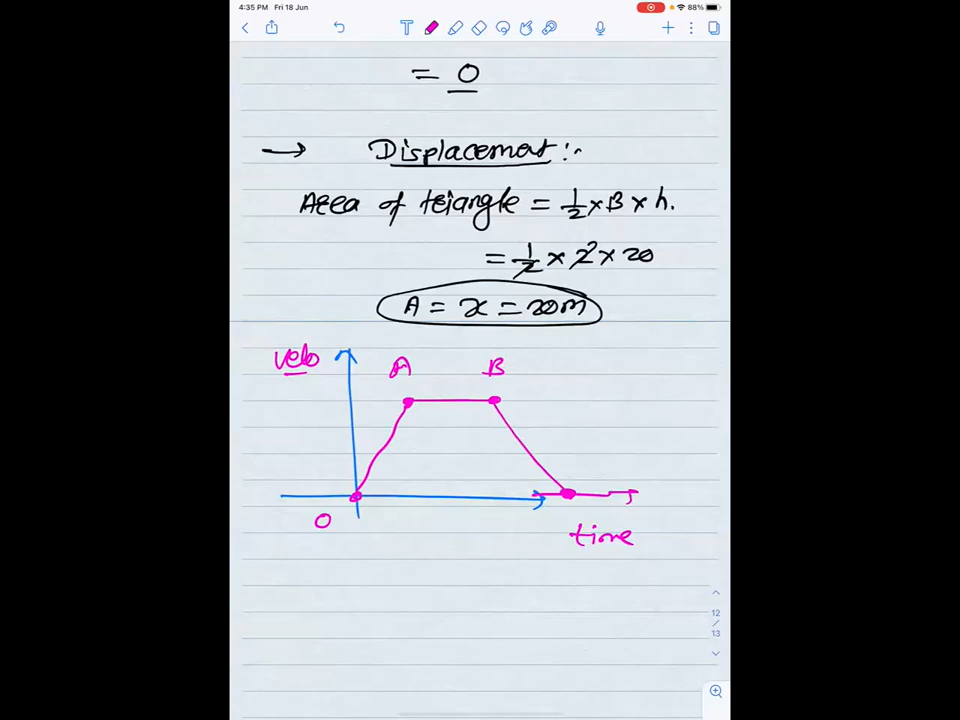 4:35 PM Fri 18 Jun 88%
T
= 0
→ Displacement :-
Area of triangle = 1/2 × B × h.
= 1/2 × 2 × 20
A = x = 20m
velo
A B
0
time
12
/
13